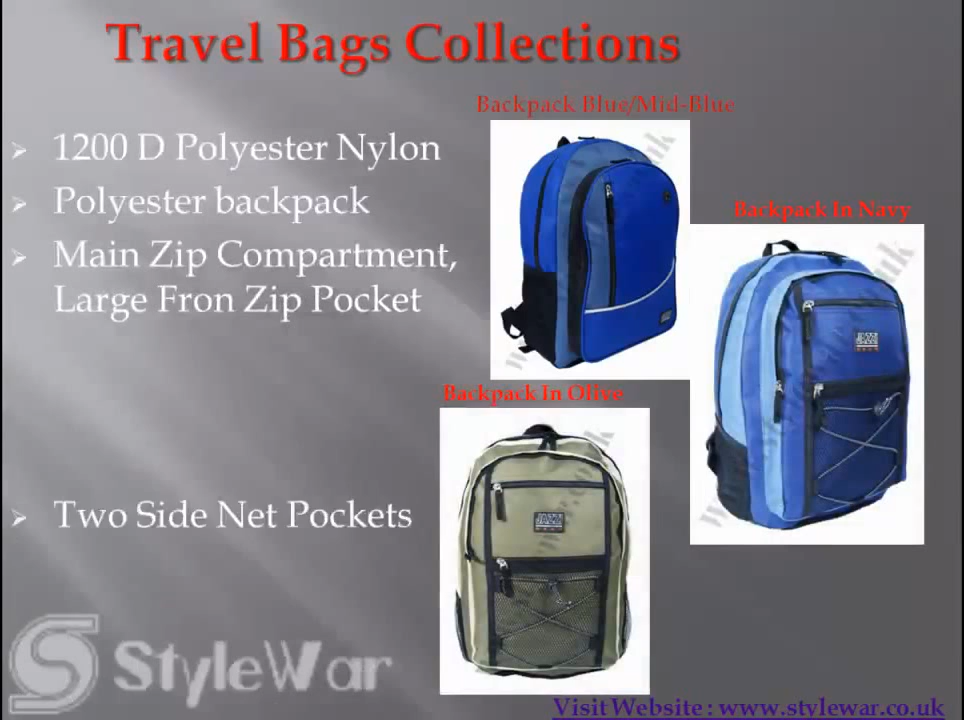 Travel Bags Collections
Backpack Blue/Mid-Blue
1200 D Polyester Nylon
Polyester backpack
Backpack In Navy
Main Zip Compartment,
Large Fron Zip Pocket
Backpack In Olive
Two Side Net Pockets
StyleWar
Visit Website : www.stylewar.co.uk